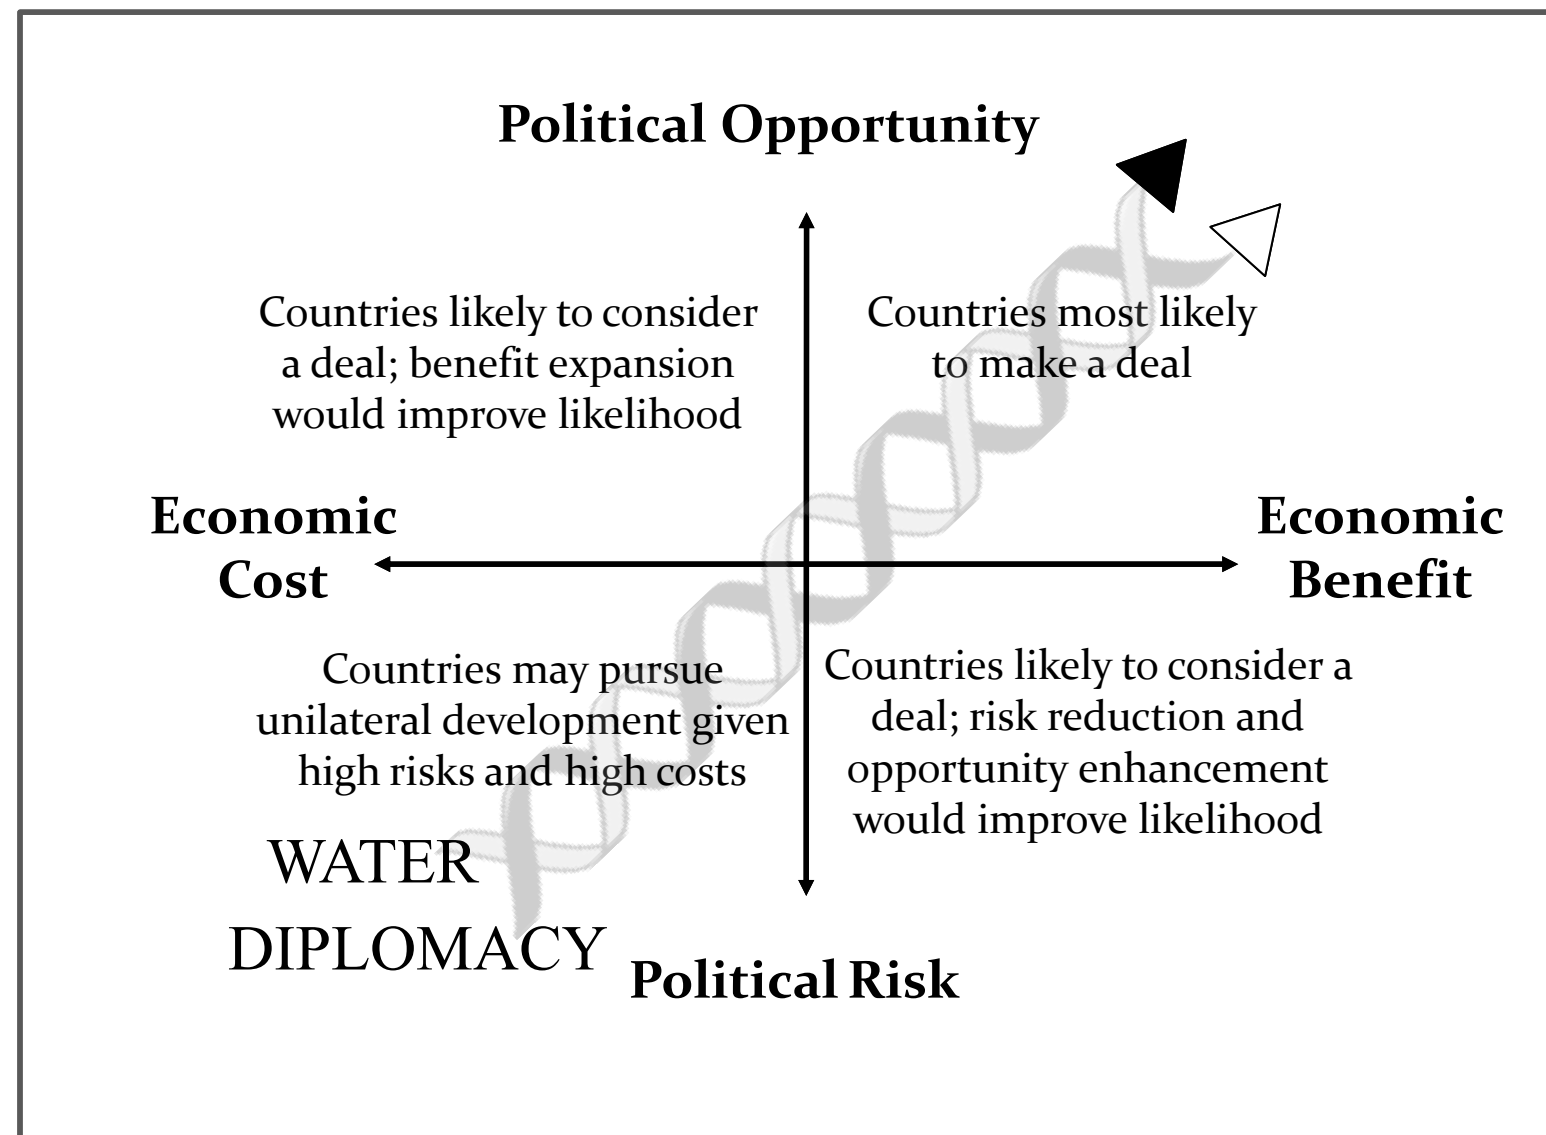 Political Opportunity
Countries likely to consider
a deal; benefit expansion
would improve likelihood
Countries most likely
to make a deal
Economic
Cost
Economic
Benefit
Countries may pursue
unilateral development given
high risks and high costs
Countries likely to consider a
deal; risk reduction and
opportunity enhancement
would improve likelihood
WATER
DIPLOMACY
Political Risk